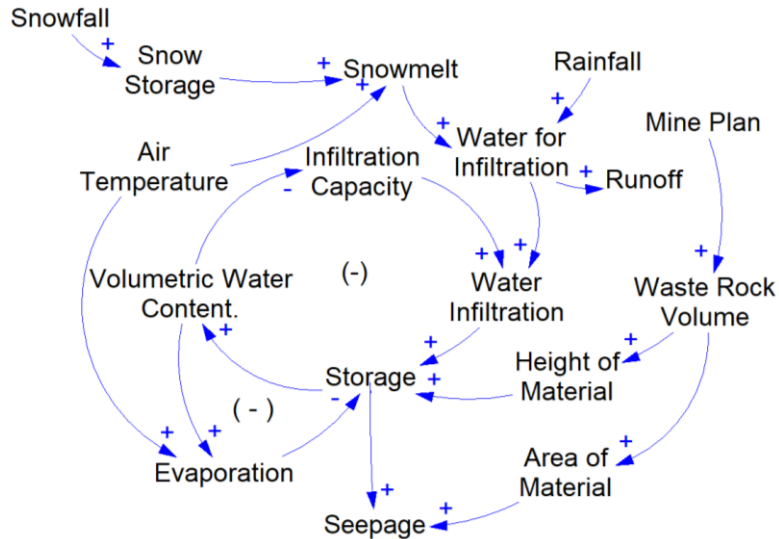 Snowfall
+
Snow
Storage
+
+
Snowmelt
Rainfall
+
+
Water for
Infiltration
+
Runoff
Mine Plan
Air
Temperature
Infiltration
Capacity
-
+
+
Water
Infiltration
(-)
+
Waste Rock
Volume
Volumetric Water
Content.
+
+
Storage
+
-
+
Height of
Material
( - )
+
+
Evaporation
+
Area of
Material
+
+
Seepage